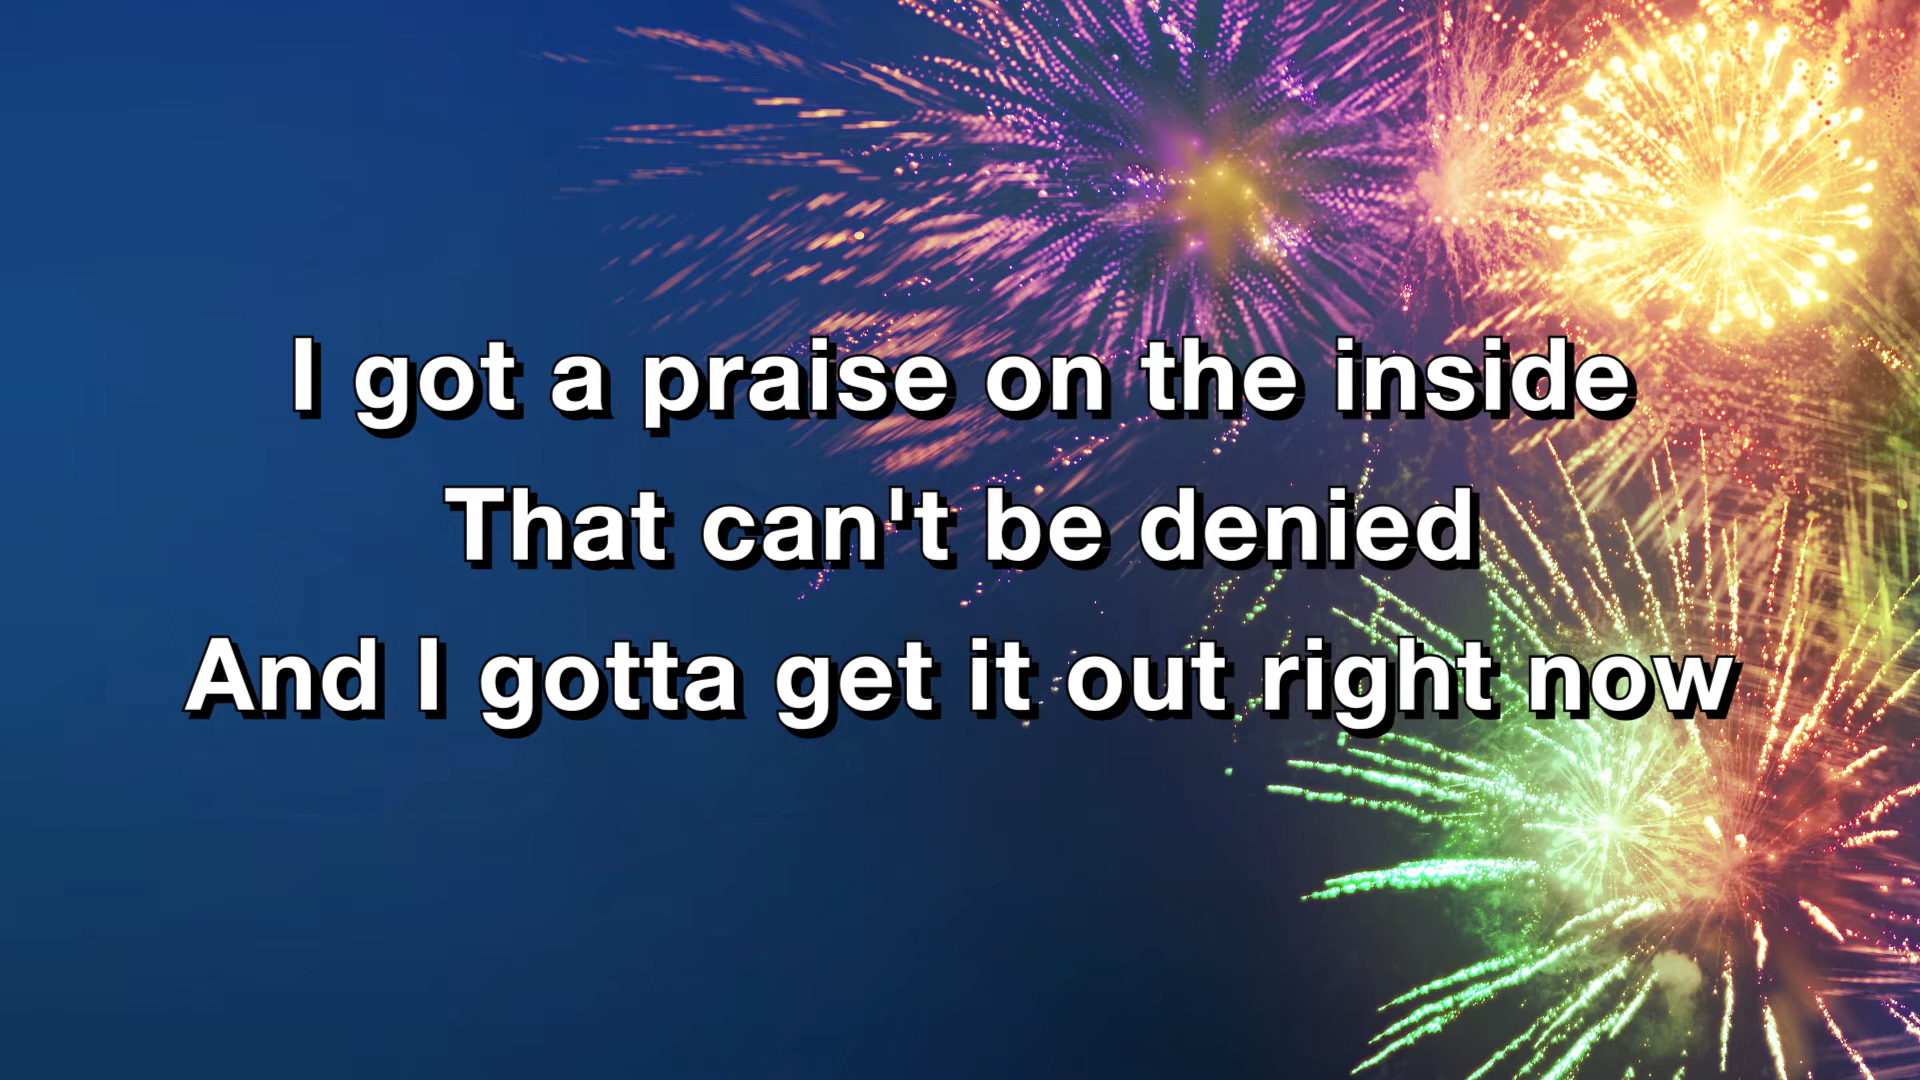 I got a praise on the inside
That can't be denied
And I gotta get it out right now